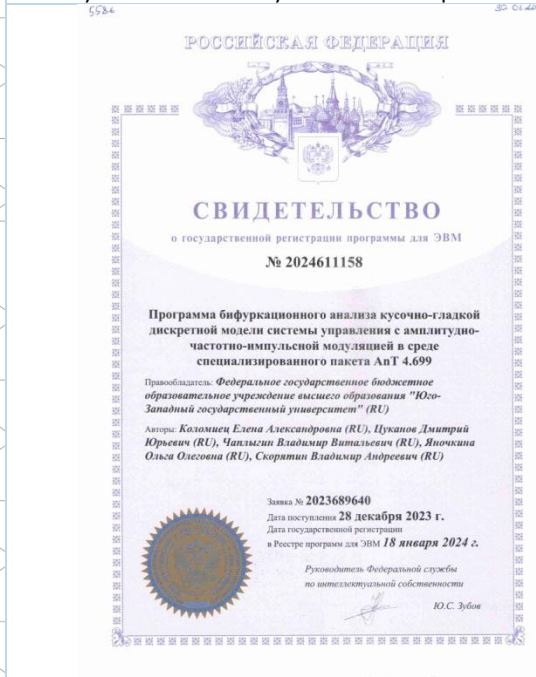 5586
РОССИЙСКАЯ ФЕДЕРАЦИЯ
СВИДЕТЕЛЬСТВО
о государственной регистрации программы для ЭВМ
№ 2024611158
Программа бифуркационного анализа кусочно-гладкой
дискретной модели системы управления с амплитудно-
частотно-импульсной модуляцией в среде
специализированного пакета AnT 4.699
Правообладатель: Федеральное государственное бюджетное
образовательное учреждение высшего образования "Юго-
Западный государственный университет" (RU)
Авторы: Коломиец Елена Александровна (RU), Цуканов Дмитрий
Юрьевич (RU), Чаплыгин Владимир Витальевич (RU), Яночкина
Ольга Олеговна (RU), Скорятин Владимир Андреевич (RU)
Заявка № 2023689640
Дата поступления 28 декабря 2023 г.
Дата государственной регистрации
в Реестре программ для ЭВМ 18 января 2024 г.
Руководитель Федеральной службы
по интеллектуальной собственности
Ю.С. Зубов